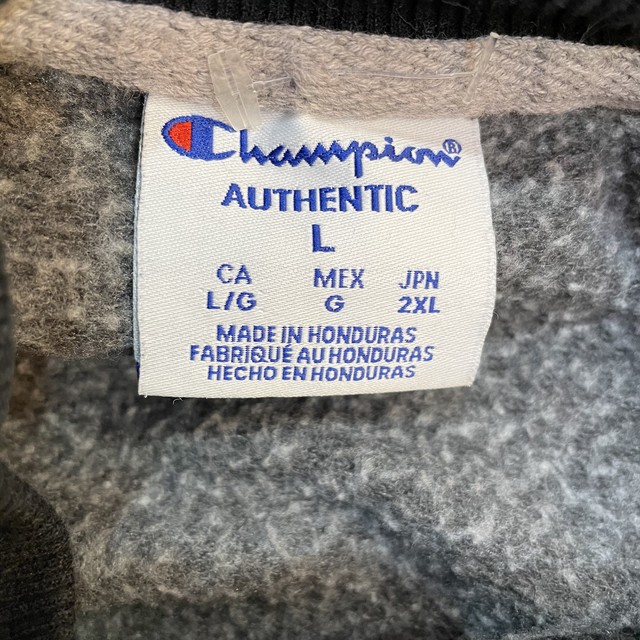 Champion®
AUTHENTIC
L
CA MEX JPN
L/G G 2XL
MADE IN HONDURAS
FABRIQUÉ AU HONDURAS
HECHO EN HONDURAS